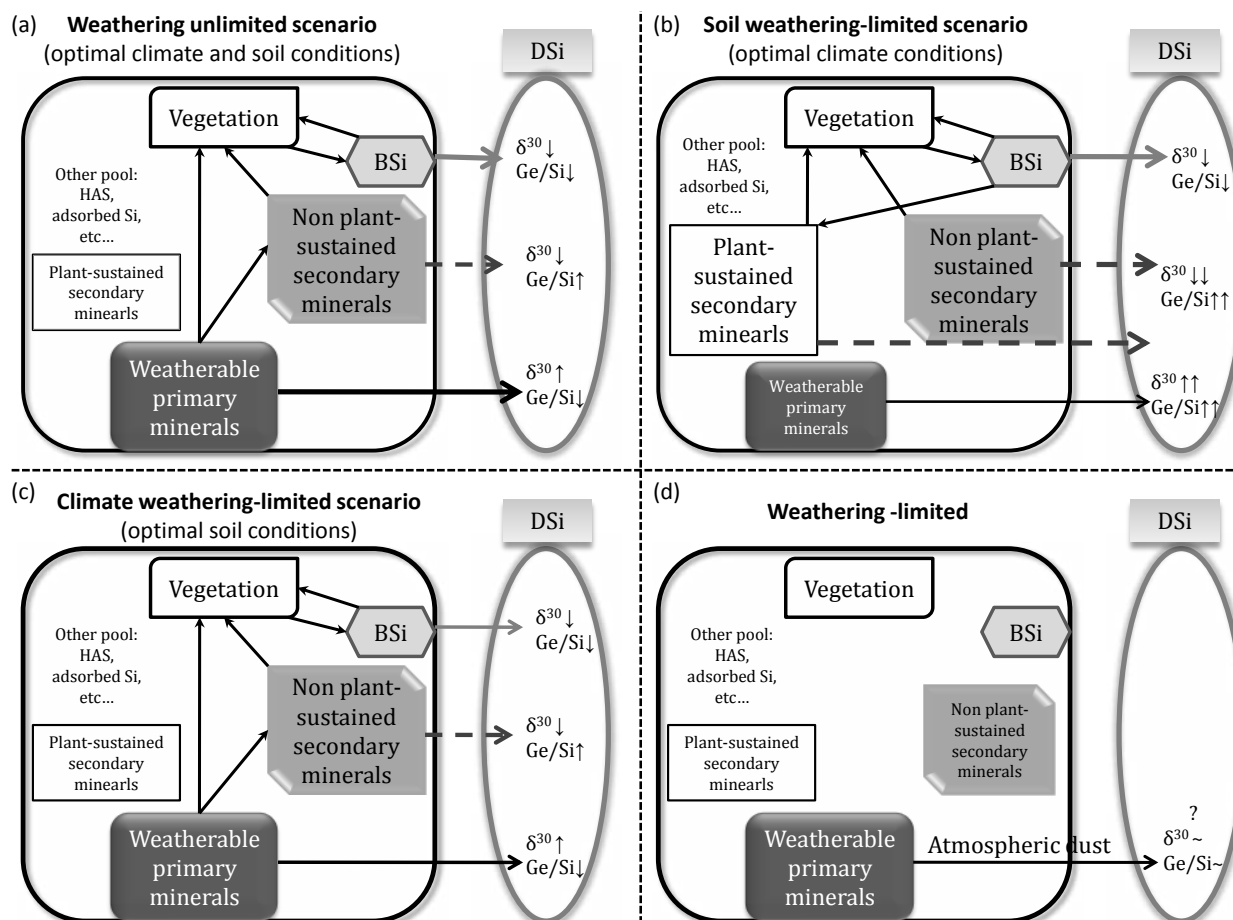 (a)
Weathering unlimited scenario
(optimal climate and soil conditions)
DSi
Vegetation
BSi
Other pool:
HAS,
adsorbed Si,
etc...
Plant-sustained
secondary
minearls
Non plant-
sustained
secondary
minerals
Weatherable
primary
minerals
δ³⁰↓
Ge/Si↓
δ³⁰↓
Ge/Si↑
δ³⁰↑
Ge/Si↓
(b)
Soil weathering-limited scenario
(optimal climate conditions)
DSi
Vegetation
BSi
Other pool:
HAS,
adsorbed Si,
etc...
Plant-
sustained
secondary
minearls
Non plant-
sustained
secondary
minerals
Weatherable
primary
minerals
δ³⁰↓
Ge/Si↓
δ³⁰↓↓
Ge/Si↑↑
δ³⁰↑↑
Ge/Si↑↑
(c)
Climate weathering-limited scenario
(optimal soil conditions)
DSi
Vegetation
BSi
Other pool:
HAS,
adsorbed Si,
etc...
Plant-sustained
secondary
minearls
Non plant-
sustained
secondary
minerals
Weatherable
primary
minerals
δ³⁰↓
Ge/Si↓
δ³⁰↓
Ge/Si↑
δ³⁰↑
Ge/Si↓
(d)
Weathering -limited
DSi
Vegetation
BSi
Other pool:
HAS,
adsorbed Si,
etc...
Plant-sustained
secondary
minearls
Non plant-
sustained
secondary
minerals
Weatherable
primary
minerals
Atmospheric dust
?
δ³⁰~
Ge/Si~